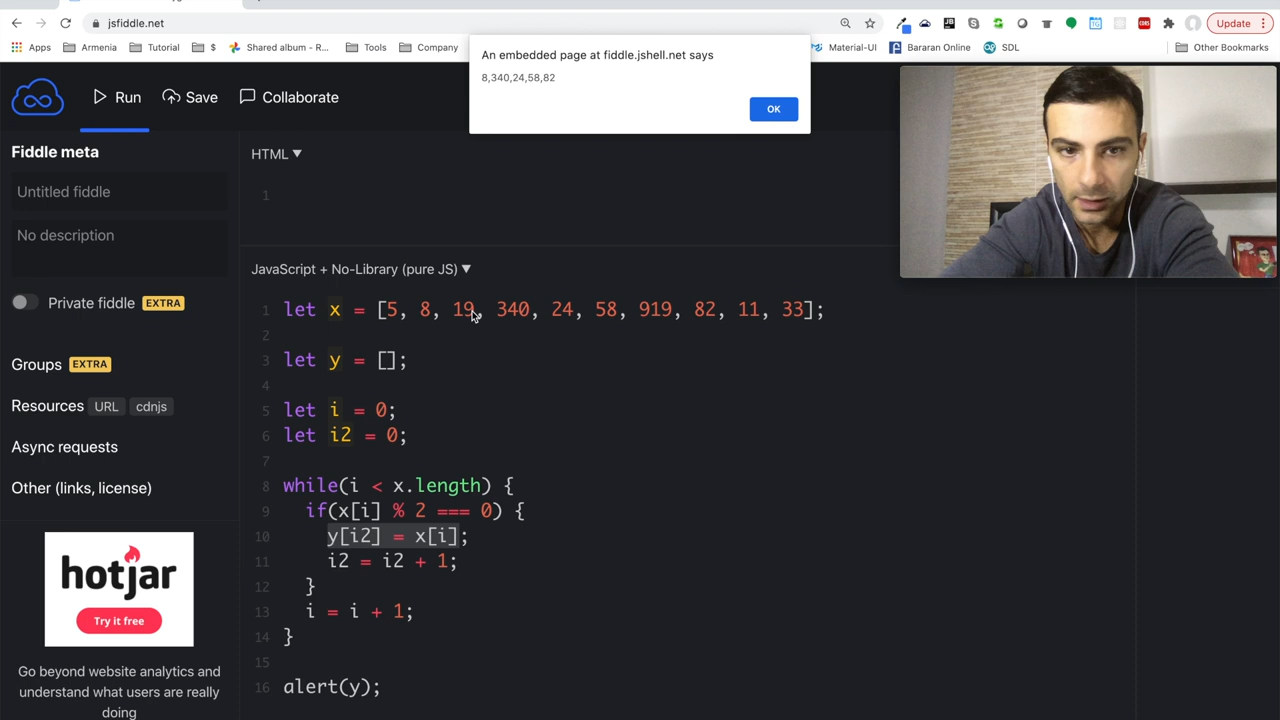 jsfiddle.net
Update
Apps Armenia Tutorial $ Shared album - R... Tools Company Material-UI Bararan Online SDL Other Bookmarks
An embedded page at fiddle.jshell.net says
8,340,24,58,82
OK
Run Save Collaborate
Fiddle meta
Untitled fiddle
No description
Private fiddle EXTRA
Groups EXTRA
Resources URL cdnjs
Async requests
Other (links, license)
hotjar
Try it free
Go beyond website analytics and
understand what users are really
doing
HTML ▼
1
JavaScript + No-Library (pure JS) ▼
1 let x = [5, 8, 19, 340, 24, 58, 919, 82, 11, 33];
2
3 let y = [];
4
5 let i = 0;
6 let i2 = 0;
7
8 while(i < x.length) {
9 if(x[i] % 2 === 0) {
10 y[i2] = x[i];
11 i2 = i2 + 1;
12 }
13 i = i + 1;
14 }
15
16 alert(y);